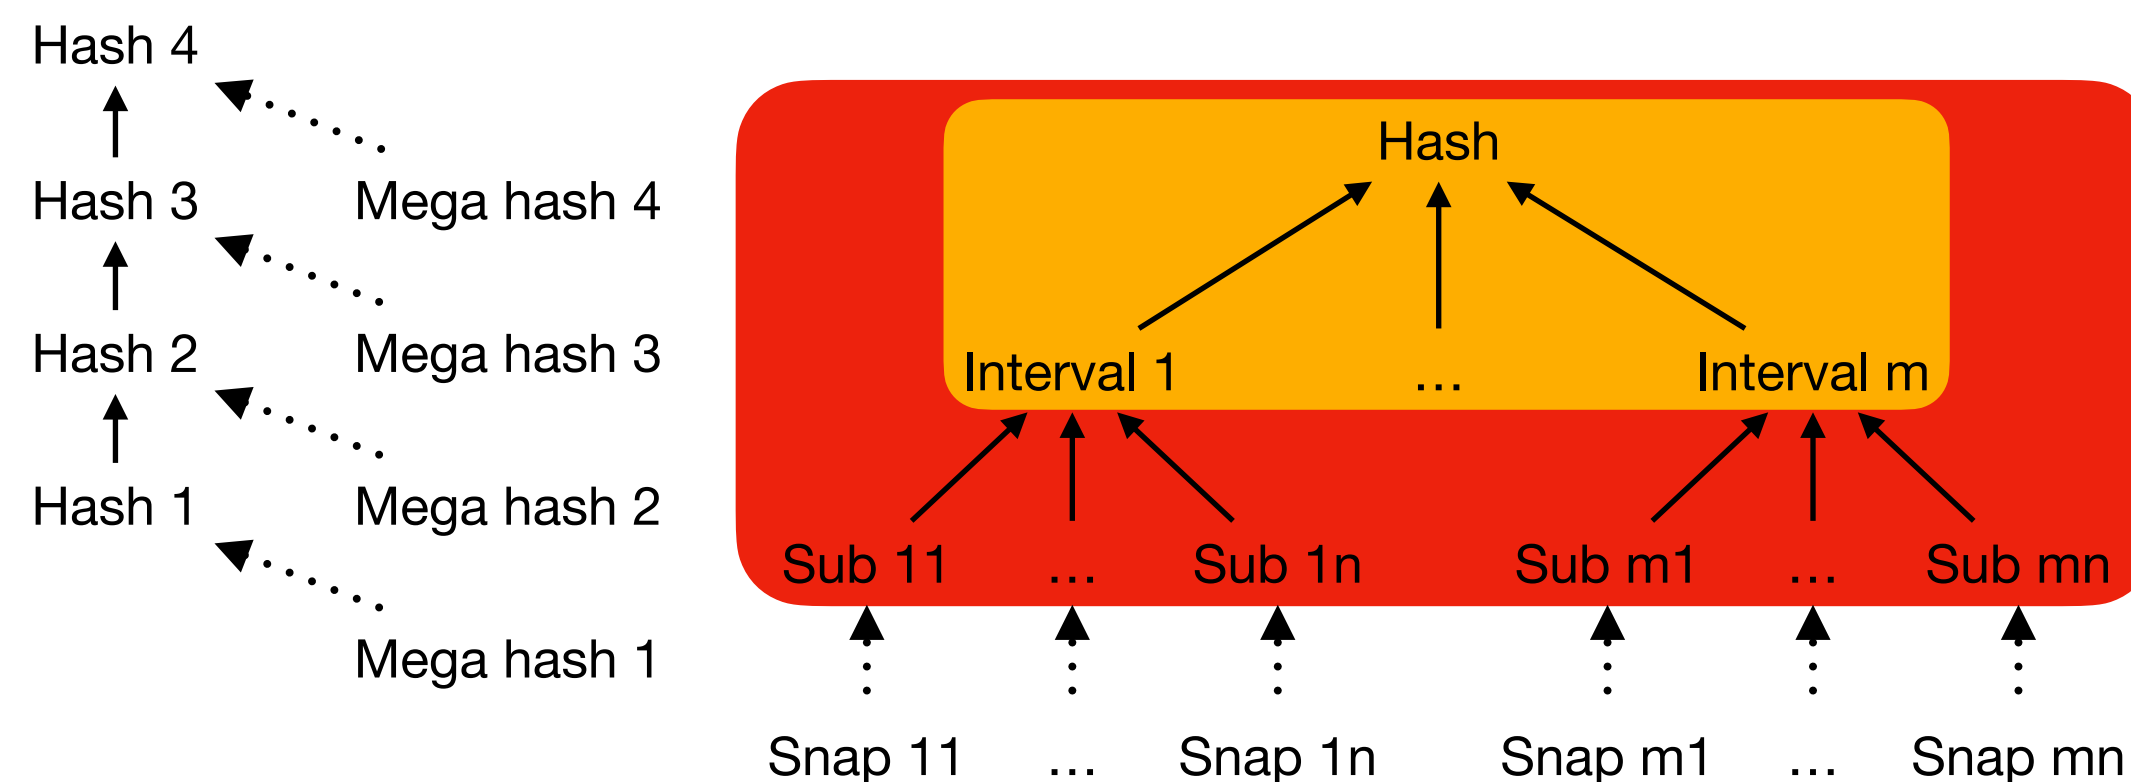 Hash 4
Hash 3
Mega hash 4
Hash 2
Mega hash 3
Hash 1
Mega hash 2
Mega hash 1
Hash
Interval 1 ... Interval m
Sub 11 ... Sub 1n Sub m1 ... Sub mn
Snap 11 ... Snap 1n Snap m1 ... Snap mn